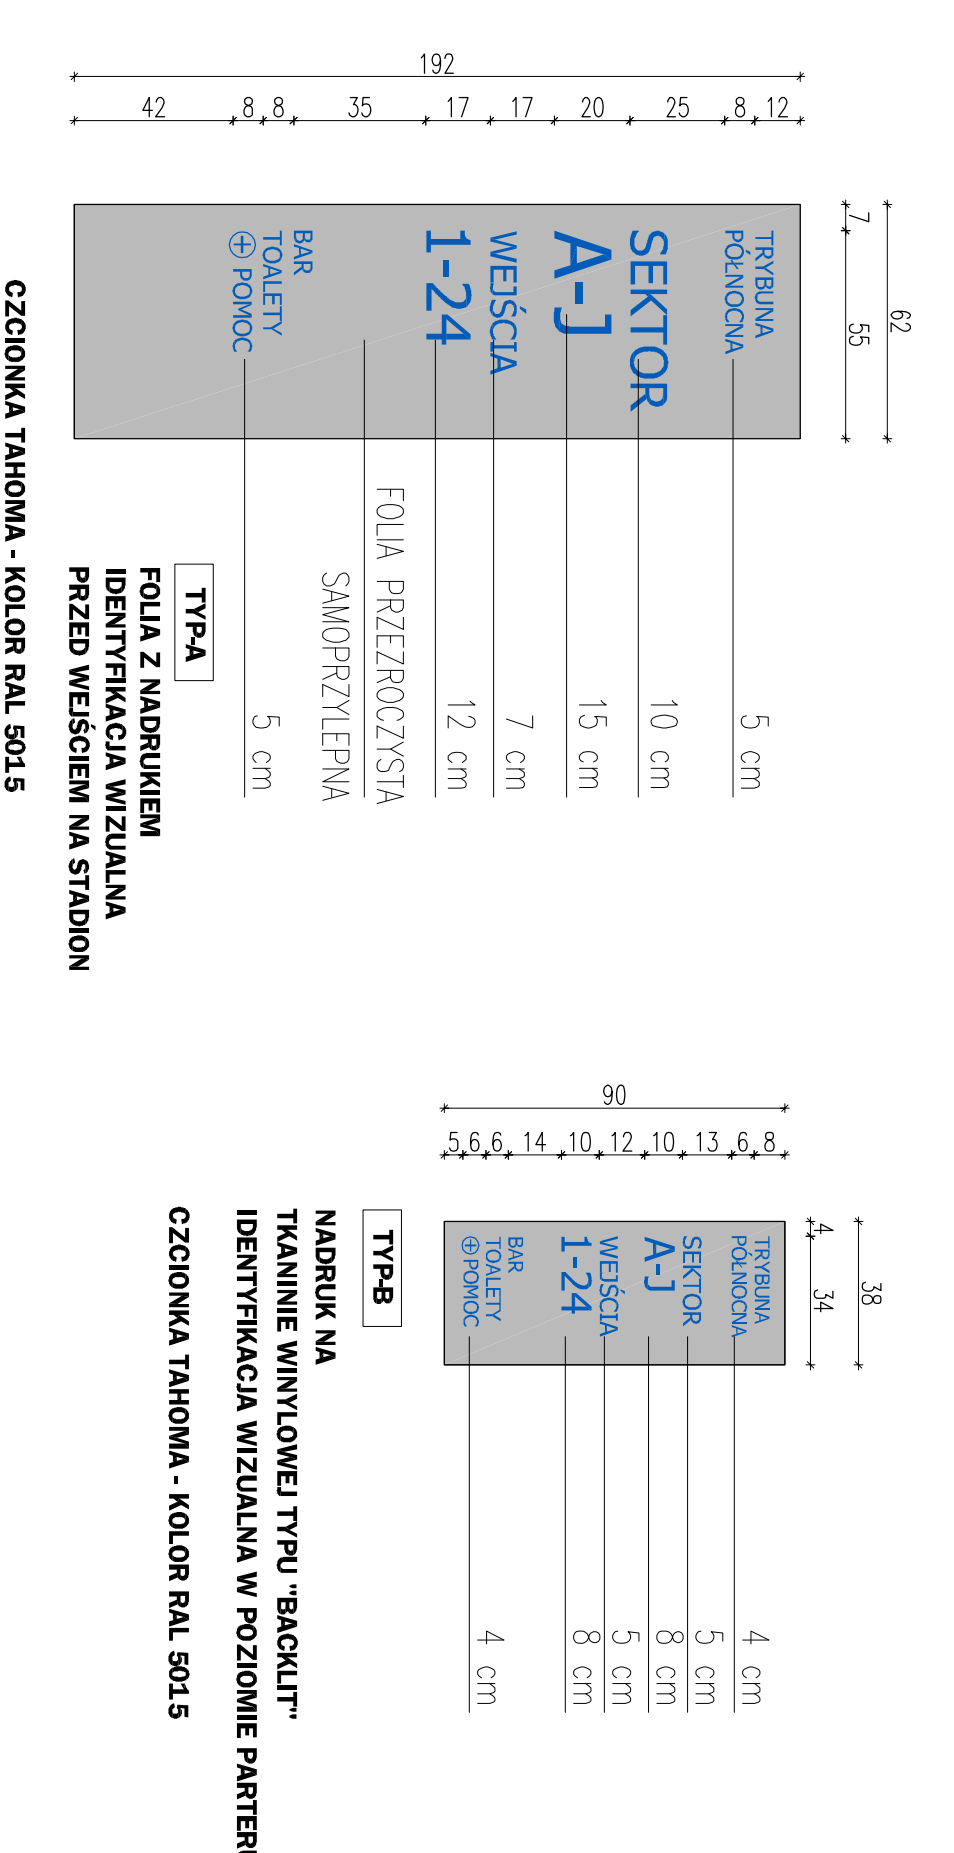 192
42 8 8 35 17 17 20 25 8 12
62
7 55
TRYBUNA
PÓŁNOCNA
SEKTOR
A-J
WEJŚCIA
1-24
BAR
TOALETY
POMOC
5 cm
10 cm
15 cm
7 cm
12 cm
FOLIA PRZEZROCZYSTA
SAMOPRZYLEPNA
5 cm
TYP-A
FOLIA Z NADRUKIEM
IDENTYFIKACJA WIZUALNA
PRZED WEJŚCIEM NA STADION
CZCIONKA TAHOMA - KOLOR RAL 5015
90
5 6 6 14 10 12 10 13 6 8
38
4 34
TRYBUNA
PÓŁNOCNA
SEKTOR
A-J
WEJŚCIA
1-24
BAR
TOALETY
POMOC
4 cm
5 cm
8 cm
5 cm
8 cm
4 cm
TYP-B
NADRUK NA
TKANINIE WINYLOWEJ TYPU "BACKLIT"
IDENTYFIKACJA WIZUALNA W POZIOMIE PARTERU
CZCIONKA TAHOMA - KOLOR RAL 5015